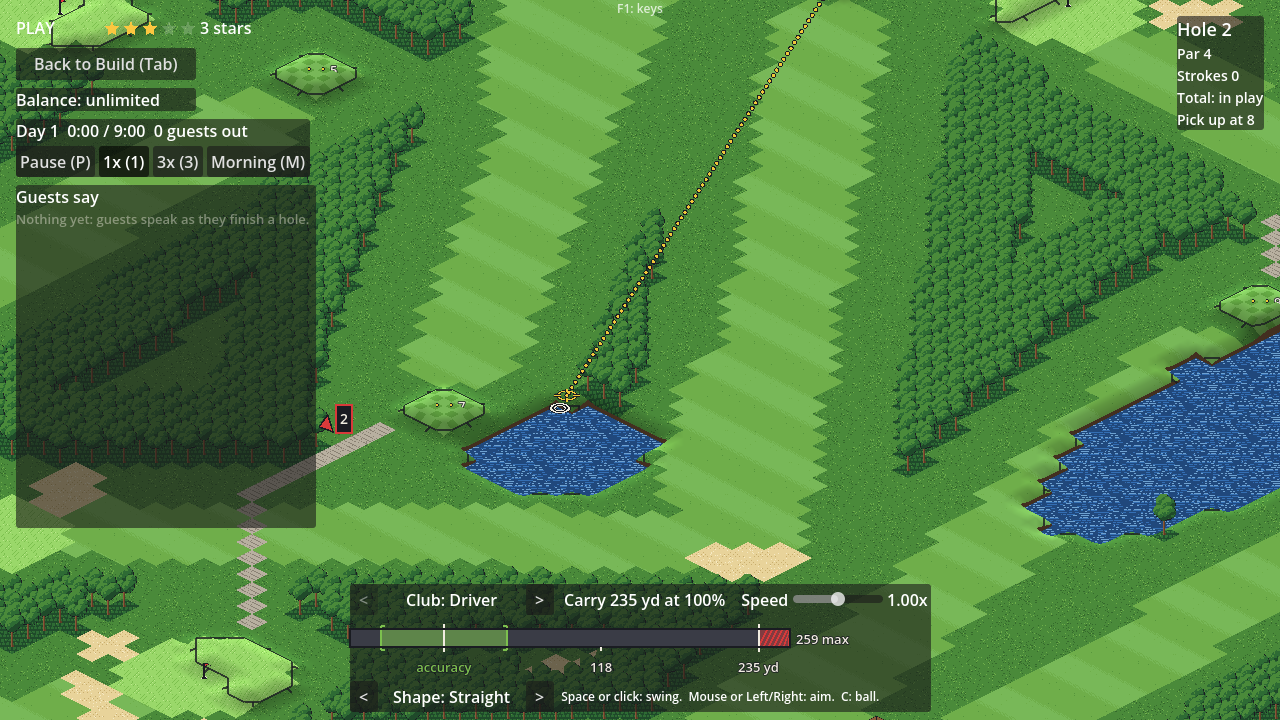 F1: keys
PLAY 3 stars
Back to Build (Tab)
Balance: unlimited
Day 1 0:00 / 9:00 0 guests out
Pause (P) 1x (1) 3x (3) Morning (M)
Guests say
Nothing yet: guests speak as they finish a hole.
Hole 2
Par 4
Strokes 0
Total: in play
Pick up at 8
6
7
2
< Club: Driver > Carry 235 yd at 100% Speed 1.00x
259 max
accuracy 118 235 yd
< Shape: Straight > Space or click: swing. Mouse or Left/Right: aim. C: ball.